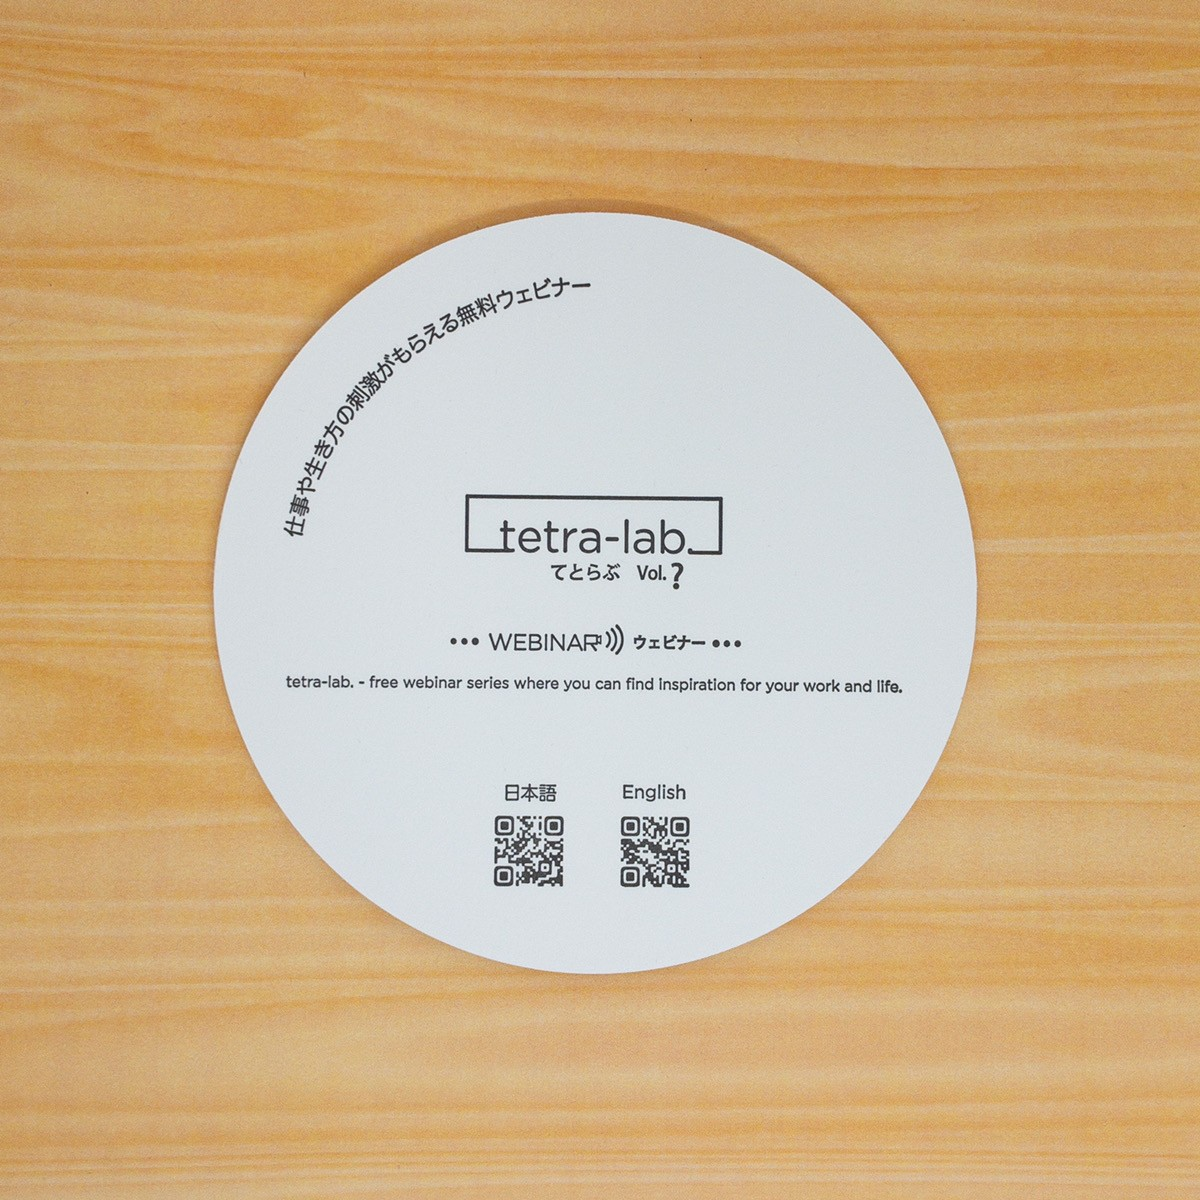 仕事や生き方の刺激がもらえる無料ウェビナー
tetra-lab.
てとらぶ Vol.?
••• WEBINAR ウェビナー •••
tetra-lab. - free webinar series where you can find inspiration for your work and life.
日本語 English